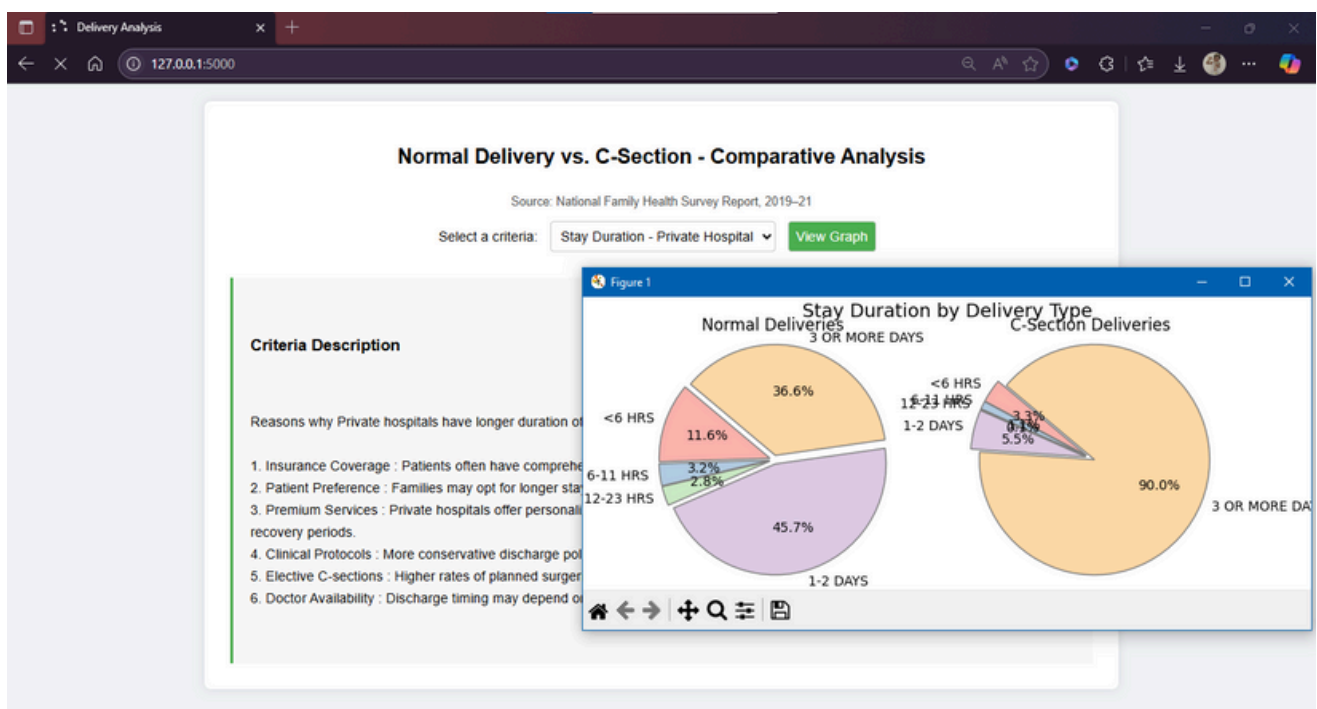 Delivery Analysis
127.0.0.1:5000
Normal Delivery vs. C-Section - Comparative Analysis
Source: National Family Health Survey Report, 2019–21
Select a criteria:
Stay Duration - Private Hospital
View Graph
Criteria Description
Reasons why Private hospitals have longer duration of
1. Insurance Coverage : Patients often have comprehe
2. Patient Preference : Families may opt for longer sta
3. Premium Services : Private hospitals offer personali
recovery periods.
4. Clinical Protocols : More conservative discharge pol
5. Elective C-sections : Higher rates of planned surger
6. Doctor Availability : Discharge timing may depend o
Figure 1
Stay Duration by Delivery Type
Normal Deliveries
3 OR MORE DAYS
36.6%
<6 HRS
11.6%
6-11 HRS
3.2%
12-23 HRS
2.8%
45.7%
1-2 DAYS
C-Section Deliveries
<6 HRS
3.3%
6-11 HRS
12-23 HRS
1-2 DAYS
5.5%
90.0%
3 OR MORE DA